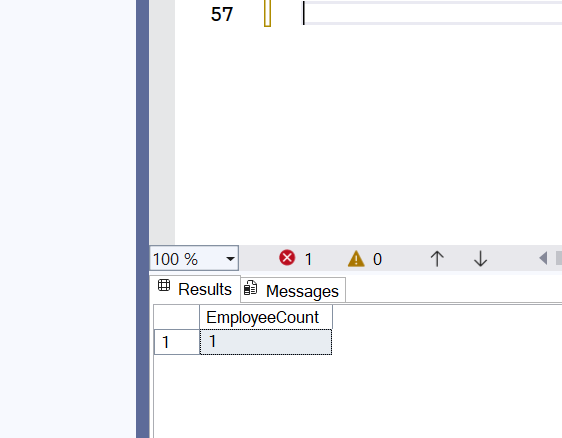 57
100 % 1 0
Results Messages
EmployeeCount
1 1